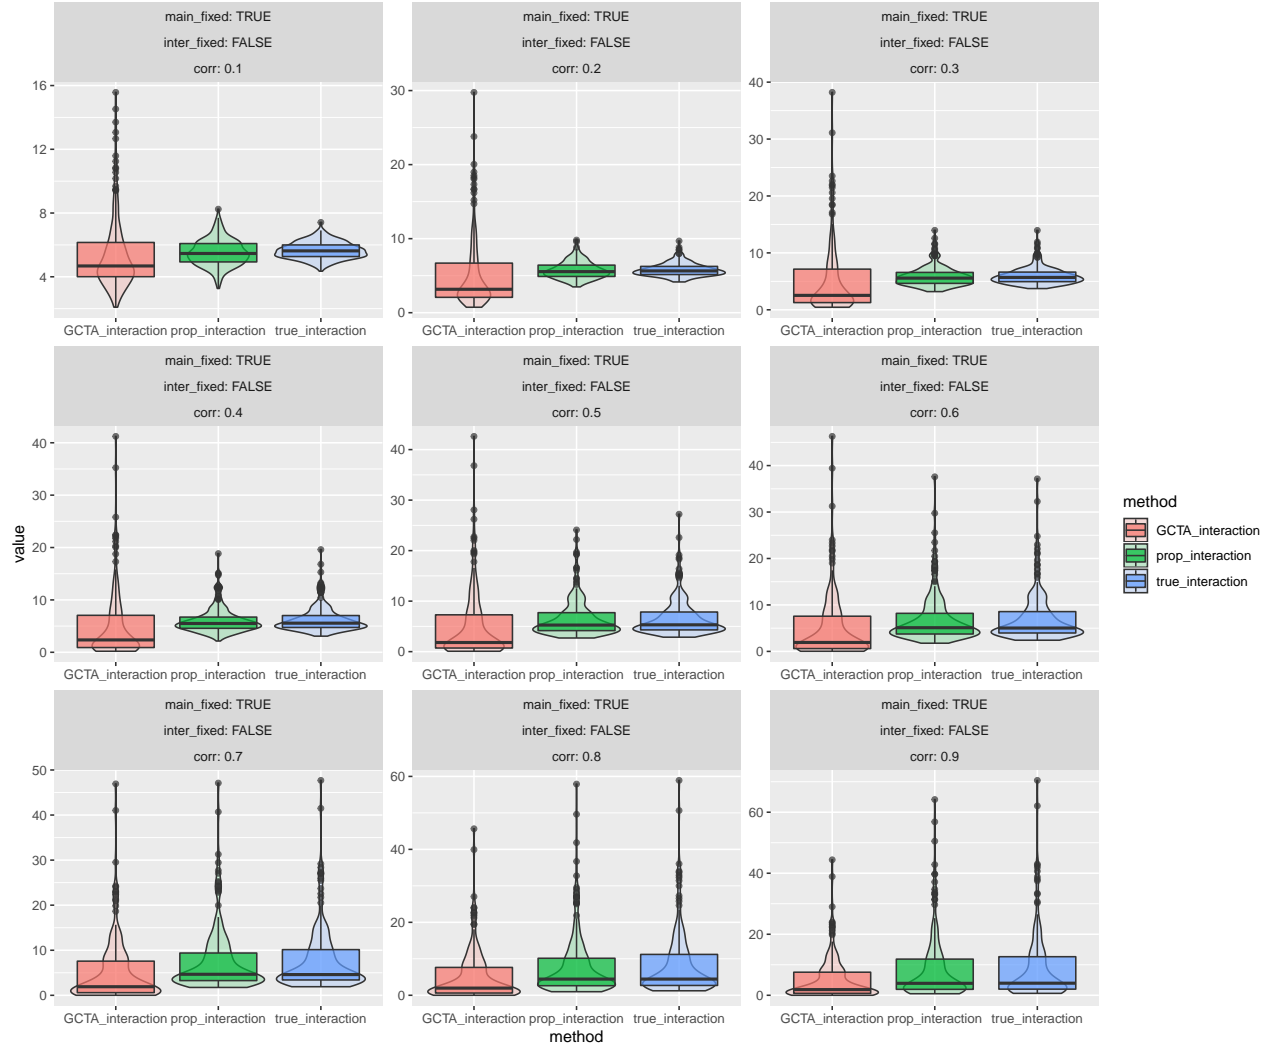 main_fixed: TRUE
inter_fixed: FALSE
corr: 0.1
16
12
8
4
GCTA_interaction prop_interaction true_interaction
main_fixed: TRUE
inter_fixed: FALSE
corr: 0.2
30
20
10
0
GCTA_interaction prop_interaction true_interaction
main_fixed: TRUE
inter_fixed: FALSE
corr: 0.3
40
30
20
10
0
GCTA_interaction prop_interaction true_interaction
value
main_fixed: TRUE
inter_fixed: FALSE
corr: 0.4
40
30
20
10
0
GCTA_interaction prop_interaction true_interaction
main_fixed: TRUE
inter_fixed: FALSE
corr: 0.5
40
30
20
10
0
GCTA_interaction prop_interaction true_interaction
main_fixed: TRUE
inter_fixed: FALSE
corr: 0.6
40
30
20
10
0
GCTA_interaction prop_interaction true_interaction
main_fixed: TRUE
inter_fixed: FALSE
corr: 0.7
50
40
30
20
10
0
GCTA_interaction prop_interaction true_interaction
main_fixed: TRUE
inter_fixed: FALSE
corr: 0.8
60
40
20
0
GCTA_interaction prop_interaction true_interaction
main_fixed: TRUE
inter_fixed: FALSE
corr: 0.9
60
40
20
0
GCTA_interaction prop_interaction true_interaction
method
method
GCTA_interaction
prop_interaction
true_interaction